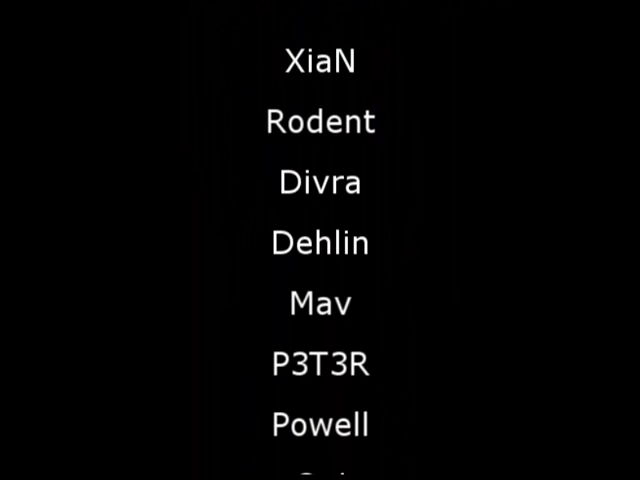 XiaN
Rodent
Divra
Dehlin
Mav
P3T3R
Powell